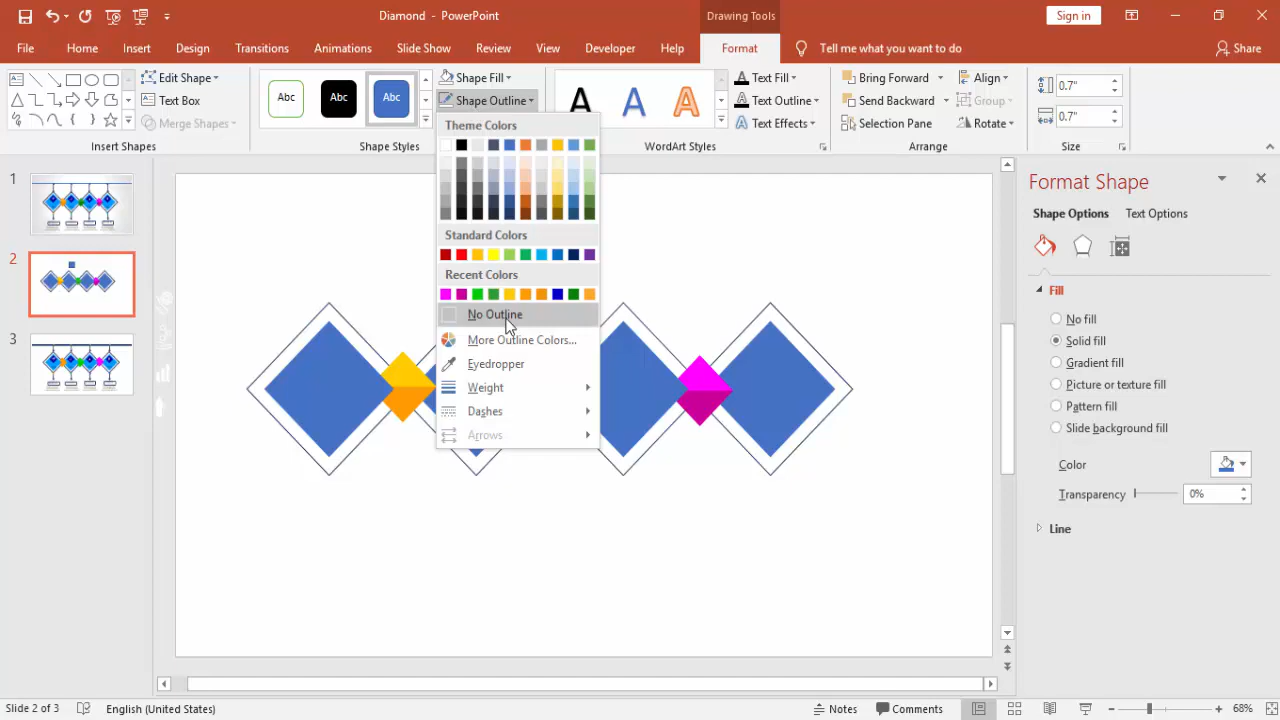 Diamond - PowerPoint
Drawing Tools
Sign in
File
Home
Insert
Design
Transitions
Animations
Slide Show
Review
View
Developer
Help
Format
Tell me what you want to do
Share
Edit Shape
Text Box
Merge Shapes
Insert Shapes
Abc
Abc
Abc
Shape Styles
Shape Fill
Shape Outline
A
A
A
WordArt Styles
Text Fill
Text Outline
Text Effects
Bring Forward
Send Backward
Selection Pane
Align
Group
Rotate
Arrange
0.7"
0.7"
Size
Theme Colors
Standard Colors
Recent Colors
No Outline
More Outline Colors...
Eyedropper
Weight
Dashes
Arrows
1
2
3
Format Shape
Shape Options
Text Options
Fill
No fill
Solid fill
Gradient fill
Picture or texture fill
Pattern fill
Slide background fill
Color
Transparency
0%
Line
Slide 2 of 3
English (United States)
Notes
Comments
68%